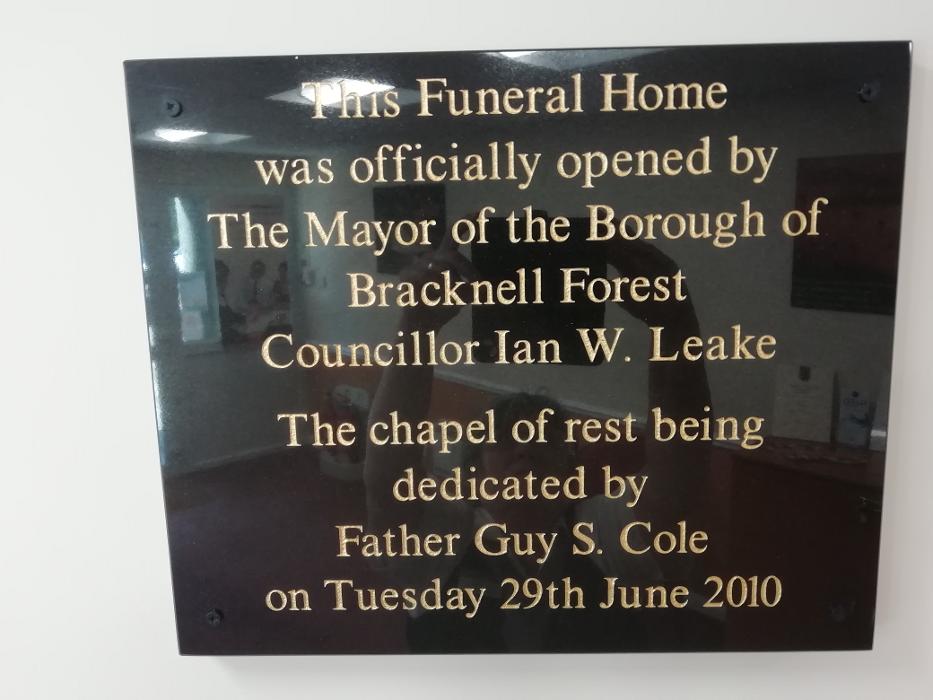 This Funeral Home
was officially opened by
The Mayor of the Borough of
Bracknell Forest
Councillor Ian W. Leake
The chapel of rest being
dedicated by
Father Guy S. Cole
on Tuesday 29th June 2010